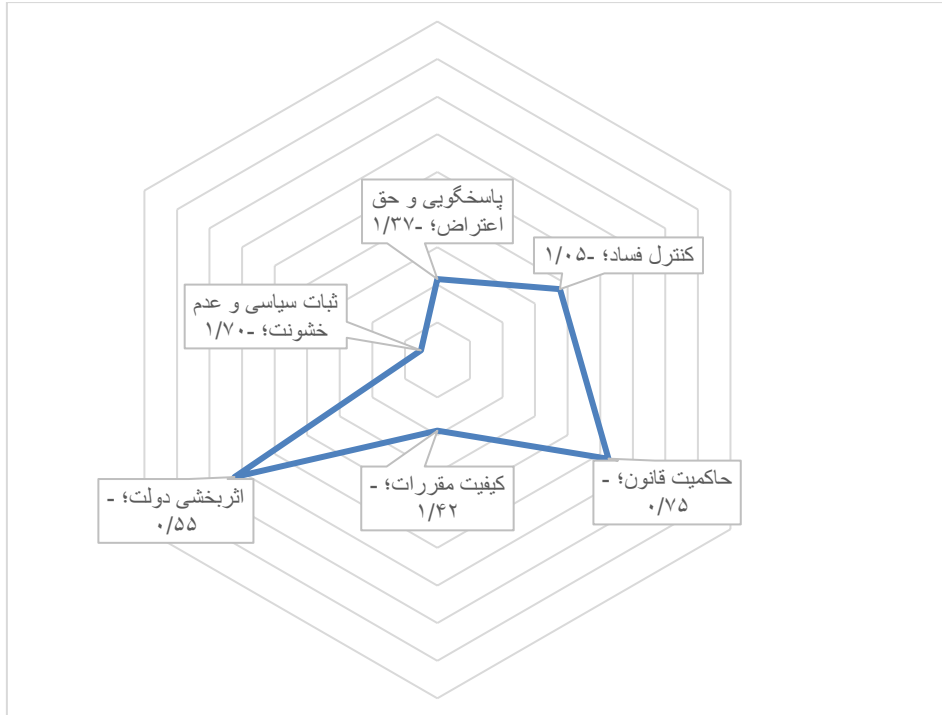 پاسخگویی و حق
اعتراض؛ -۱/۳۷
کنترل فساد؛ -۱/۰۵
ثبات سیاسی و عدم
خشونت؛ -۱/۷۰
حاکمیت قانون؛ -
۰/۷۵
کیفیت مقررات؛ -
۱/۴۲
اثربخشی دولت؛ -
۰/۵۵